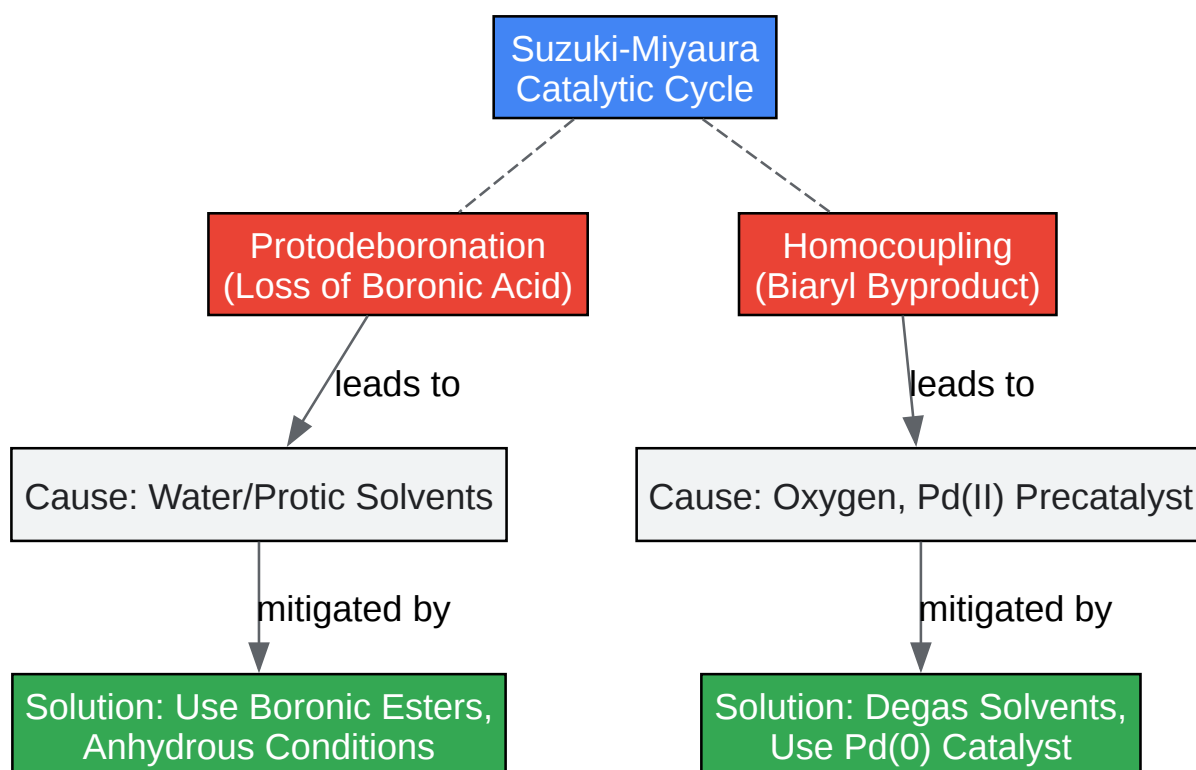 Suzuki-Miyaura
Catalytic Cycle
Protodeboronation
(Loss of Boronic Acid)
Homocoupling
(Biaryl Byproduct)
leads to
leads to
Cause: Water/Protic Solvents
Cause: Oxygen, Pd(II) Precatalyst
mitigated by
mitigated by
Solution: Use Boronic Esters,
Anhydrous Conditions
Solution: Degas Solvents,
Use Pd(0) Catalyst